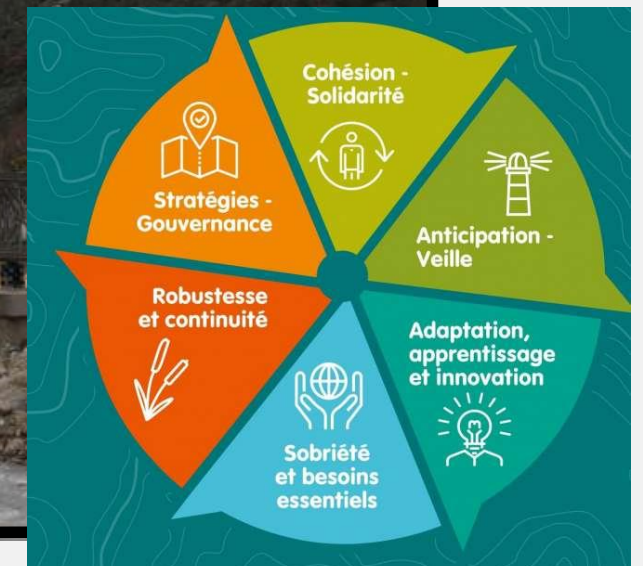 Cohésion -
Solidarité
Stratégies -
Gouvernance
Anticipation -
Veille
Robustesse
et continuité
Adaptation,
apprentissage
et innovation
Sobriété
et besoins
essentiels